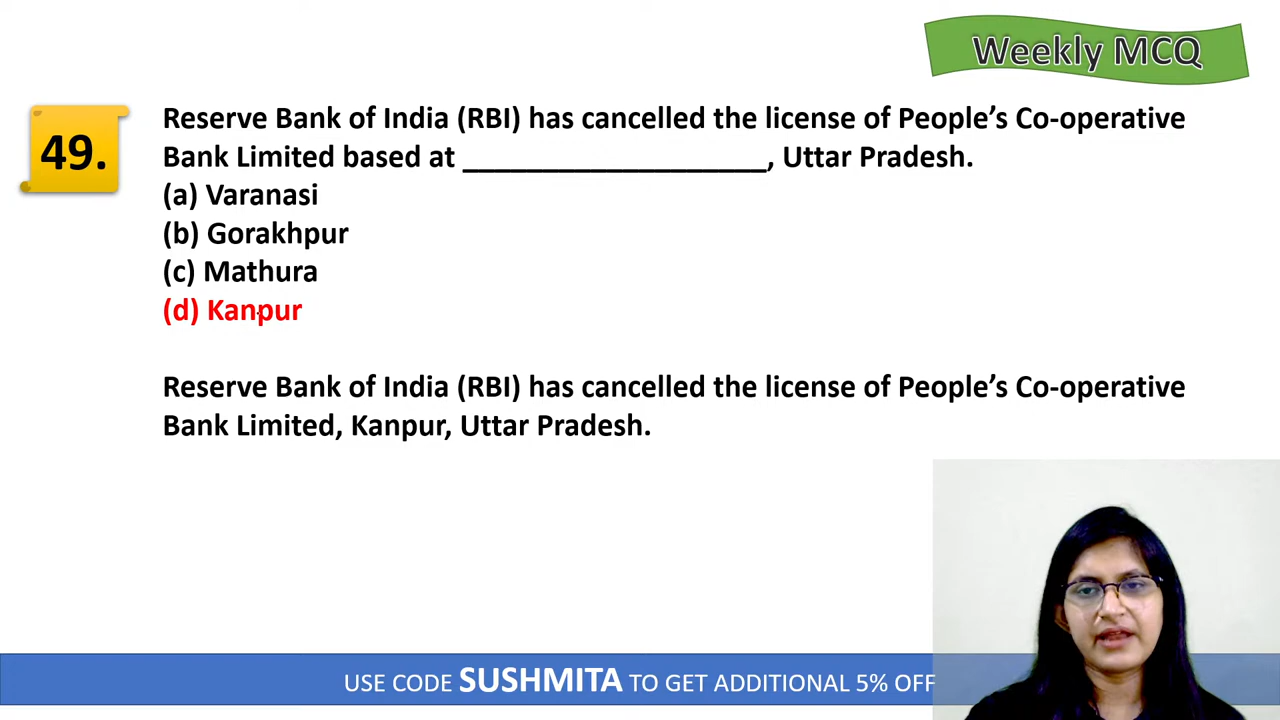 Weekly MCQ
49.
Reserve Bank of India (RBI) has cancelled the license of People’s Co-operative
Bank Limited based at ___________________, Uttar Pradesh.
(a) Varanasi
(b) Gorakhpur
(c) Mathura
(d) Kanpur
Reserve Bank of India (RBI) has cancelled the license of People’s Co-operative
Bank Limited, Kanpur, Uttar Pradesh.
USE CODE SUSHMITA TO GET ADDITIONAL 5% OFF